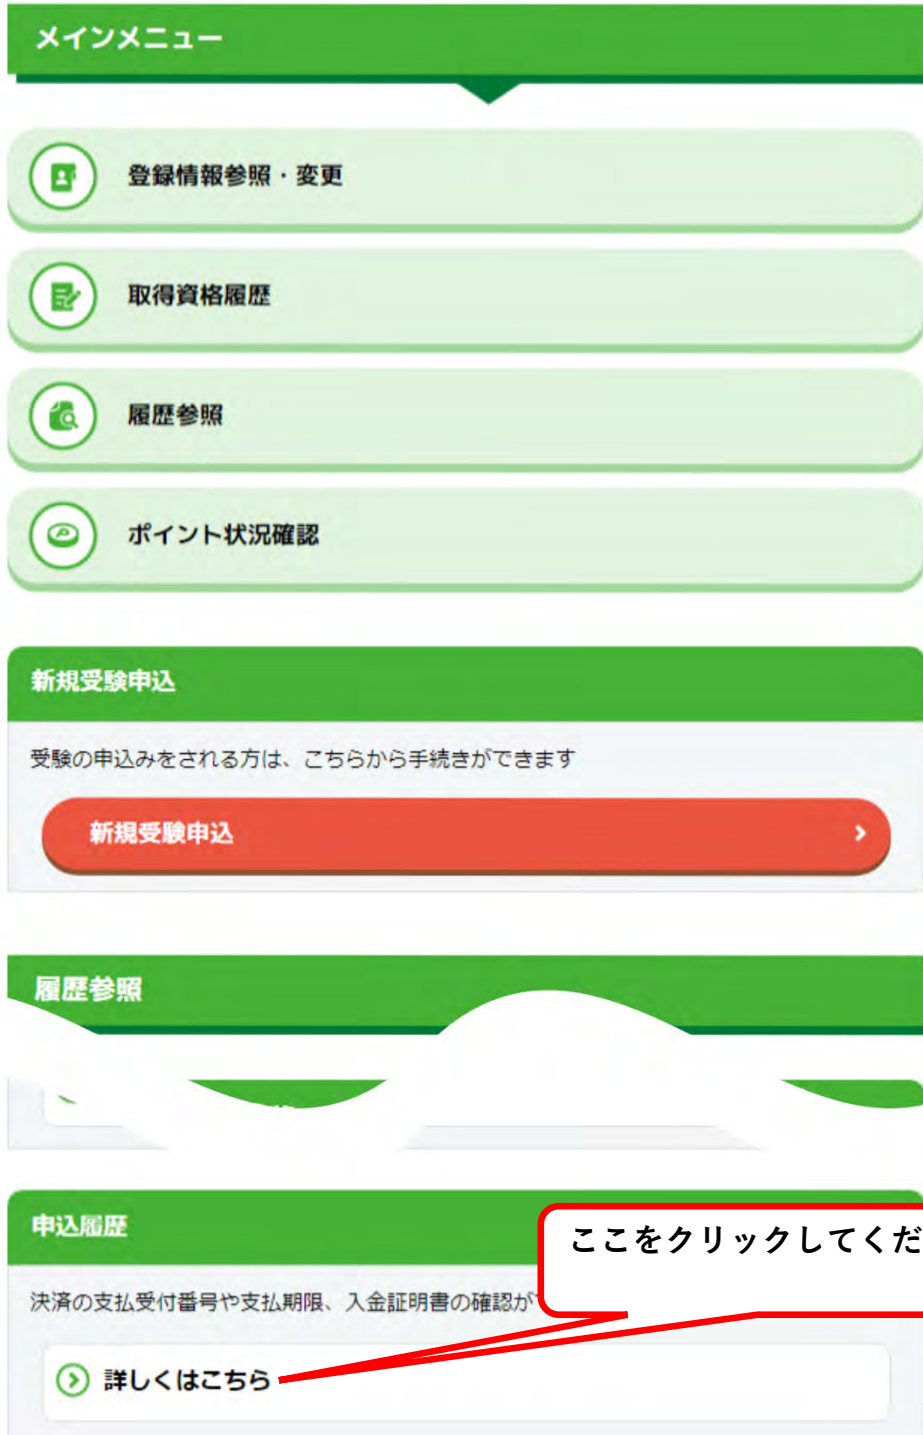 メインメニュー
登録情報参照・変更
取得資格履歴
履歴参照
ポイント状況確認
新規受験申込
受験の申込みをされる方は、こちらから手続きができます
新規受験申込
履歴参照
申込履歴
ここをクリックしてくだ
決済の支払受付番号や支払期限、入金証明書の確認が
詳しくはこちら